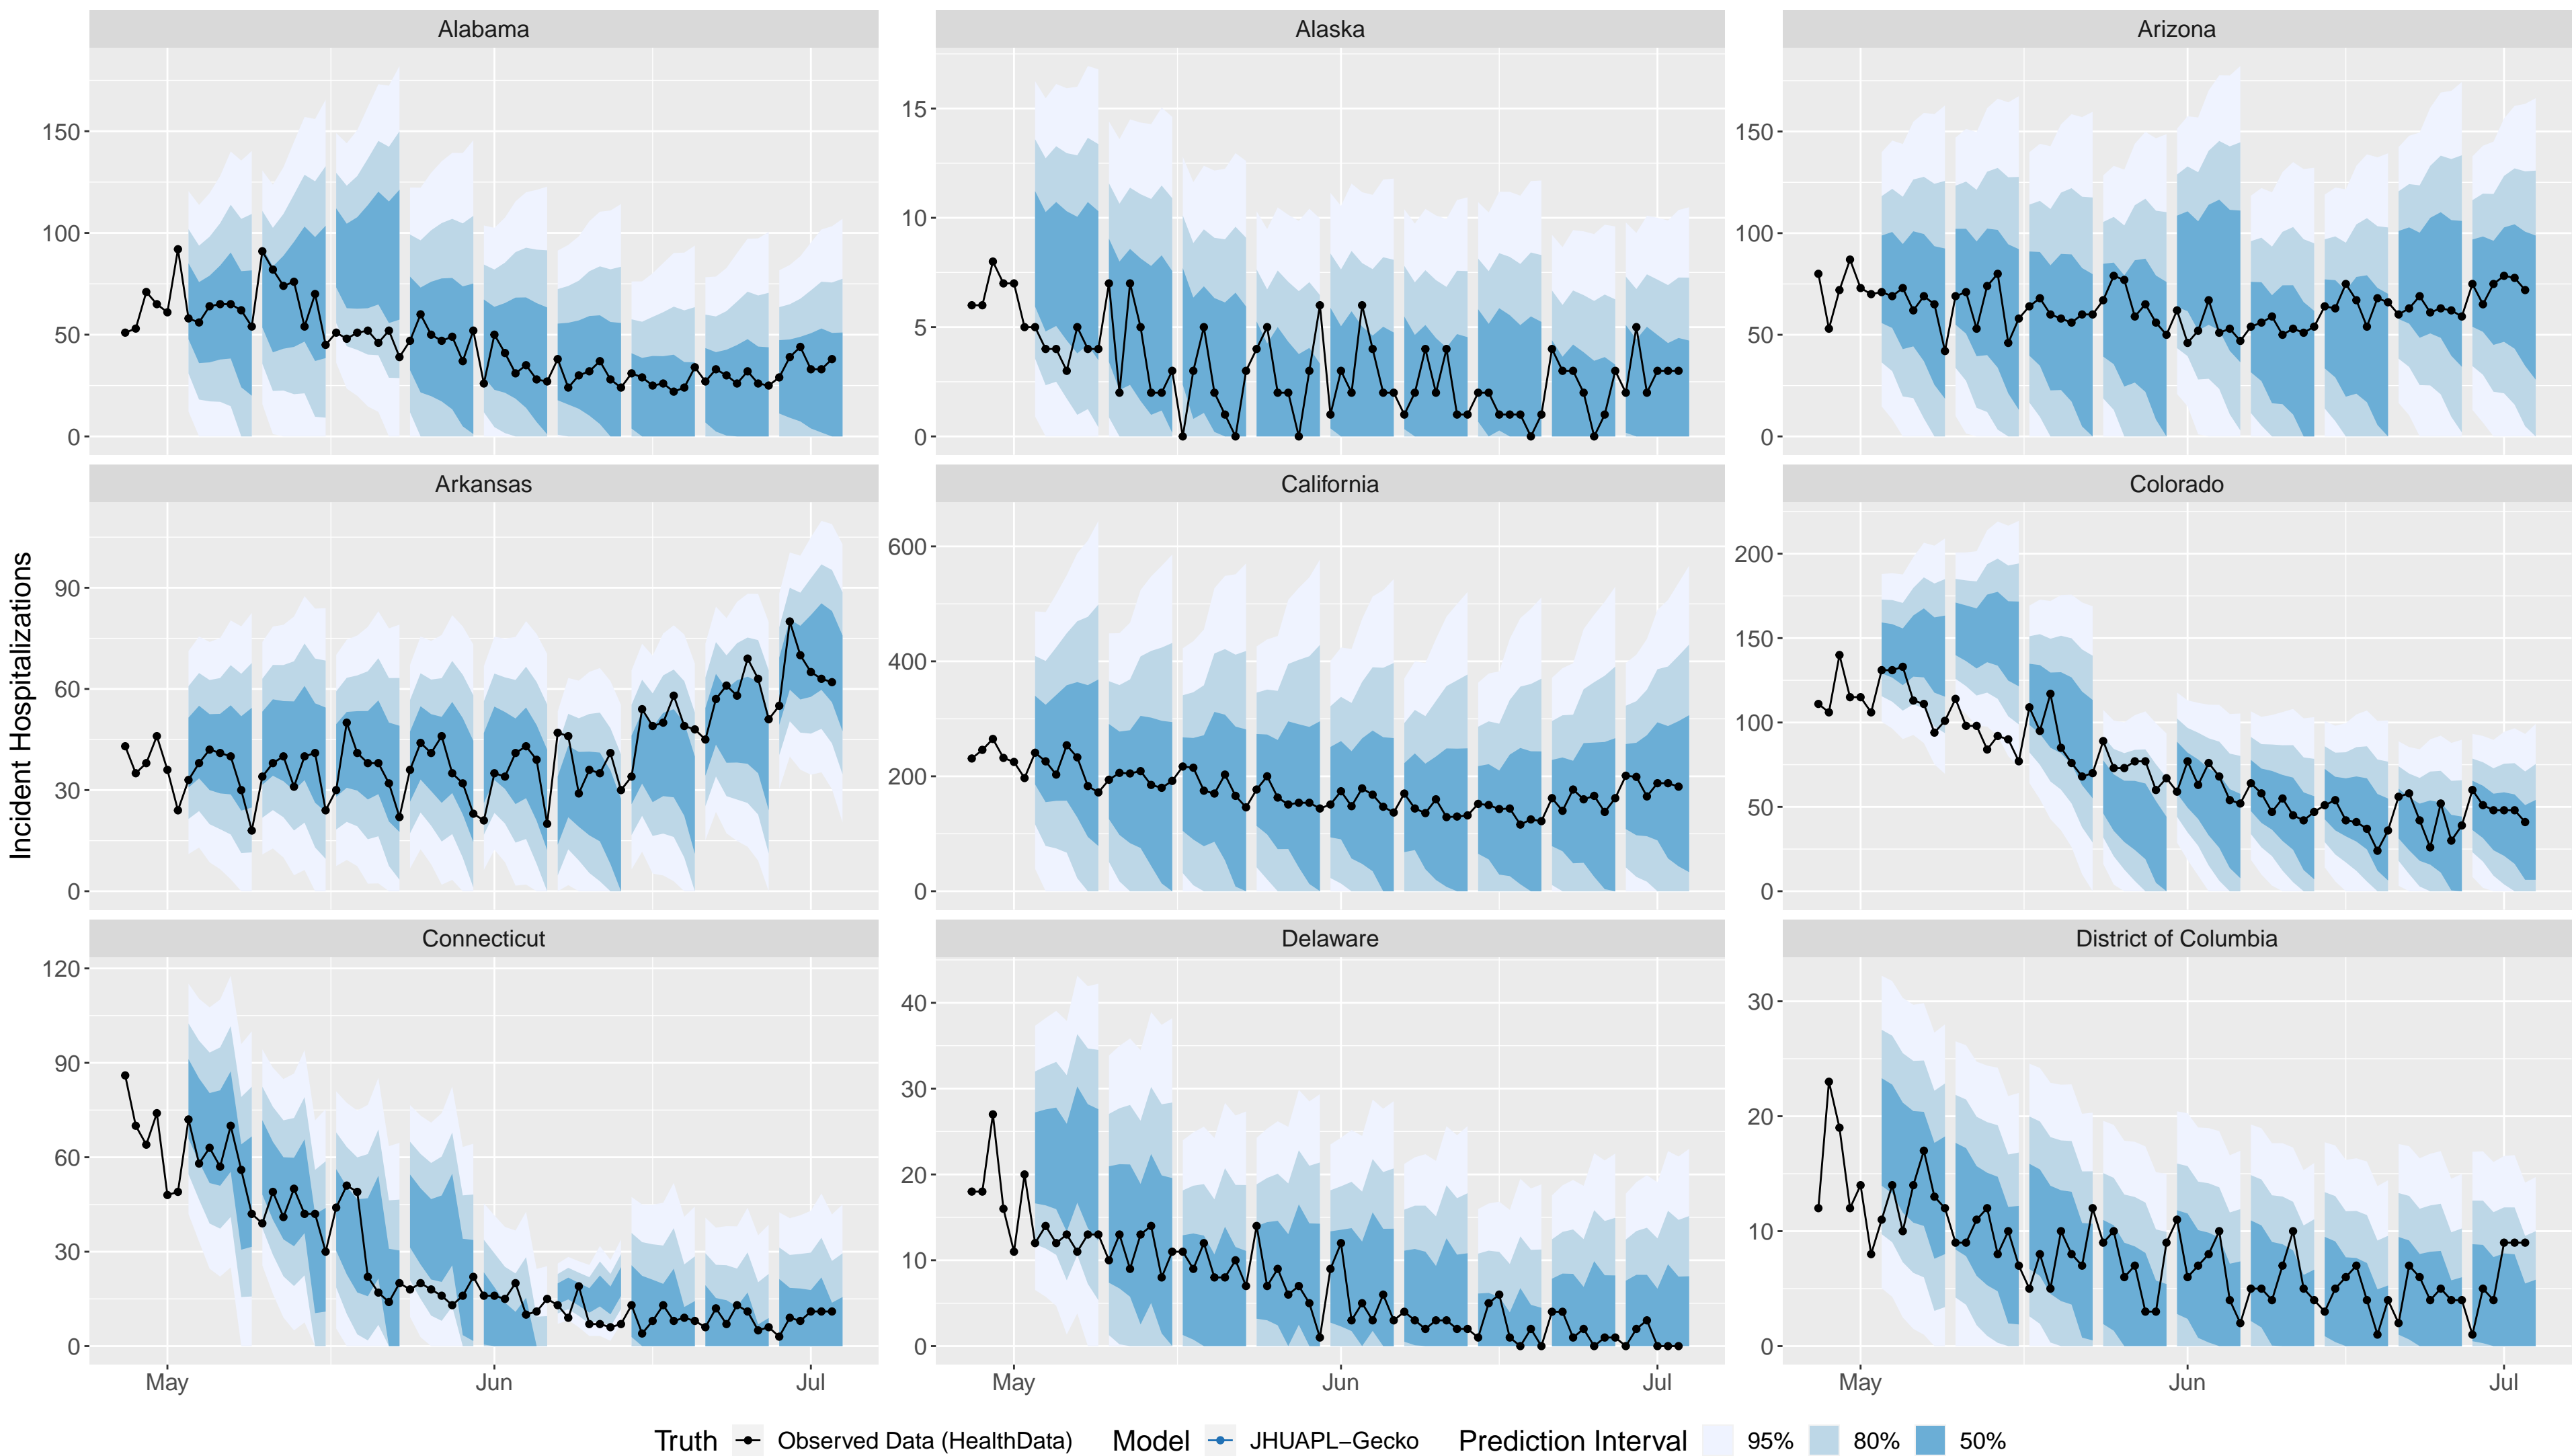 Alabama
Alaska
Arizona
150
100
50
0
15
10
5
0
150
100
50
0
Arkansas
California
Colorado
Incident Hospitalizations
90
60
30
0
600
400
200
0
200
150
100
50
0
Connecticut
Delaware
District of Columbia
120
90
60
30
0
40
30
20
10
0
30
20
10
0
May Jun Jul
May Jun Jul
May Jun Jul
Truth Observed Data (HealthData) Model JHUAPL−Gecko Prediction Interval 95% 80% 50%